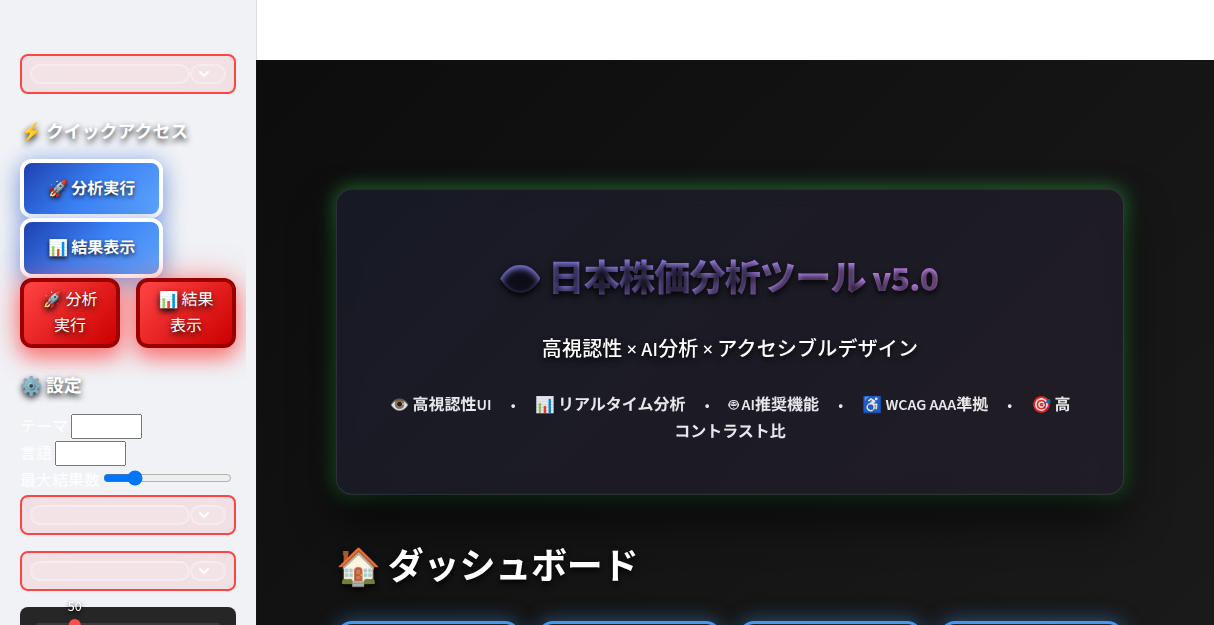 ⚡ クイックアクセス
🚀 分析実行
📊 結果表示
🚀 分析
実行
📊 結果
表示
⚙️ 設定
テーマ
言語
最大結果数
50
👁️ 日本株価分析ツール v5.0
高視認性 × AI分析 × アクセシブルデザイン
👁️ 高視認性UI • 📊 リアルタイム分析 • AI推奨機能 • ♿ WCAG AAA準拠 • 🎯 高
コントラスト比
🏠 ダッシュボード